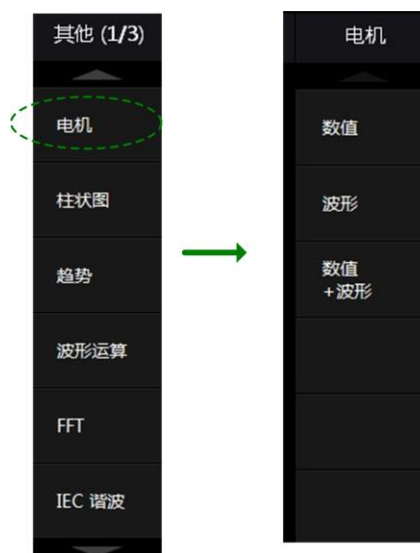 其他 (1/3)
电机
柱状图
趋势
波形运算
FFT
IEC 谐波
电机
数值
波形
数值
+波形